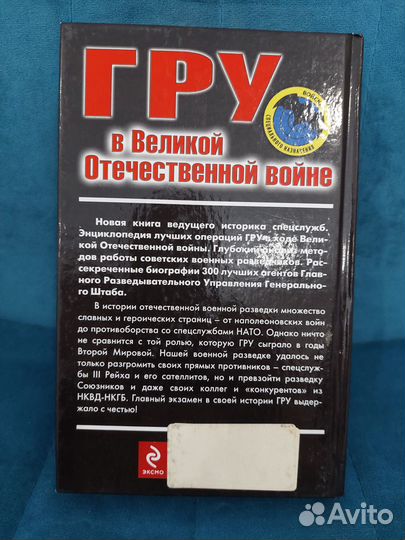 ГРУ
ВОЙСК
СПЕЦИАЛЬНОГО НАЗНАЧЕНИЯ
в Великой
Отечественной войне
Новая книга ведущего историка спецслужб.
Энциклопедия лучших операций ГРУ в ходе Вели-
кой Отечественной войны. Глубокий анализ мето-
дов работы советских военных разведчиков. Рас-
секреченные биографии 300 лучших агентов Глав-
ного Разведывательного Управления Генерально-
го Штаба.
В истории отечественной военной разведки множество
славных и героических страниц – от наполеоновских войн
до противоборства со спецслужбами НАТО. Однако ничто
не сравнится с той ролью, которую ГРУ сыграло в годы
Второй Мировой. Нашей военной разведке удалось не
только разгромить своих прямых противников – спецслуж-
бы III Рейха и его сателлитов, но и превзойти разведку
Союзников и даже своих коллег и «конкурентов» из
НКВД-НКГБ. Главный экзамен в своей истории ГРУ выдер-
жало с честью!
ЭКСМО
Avito